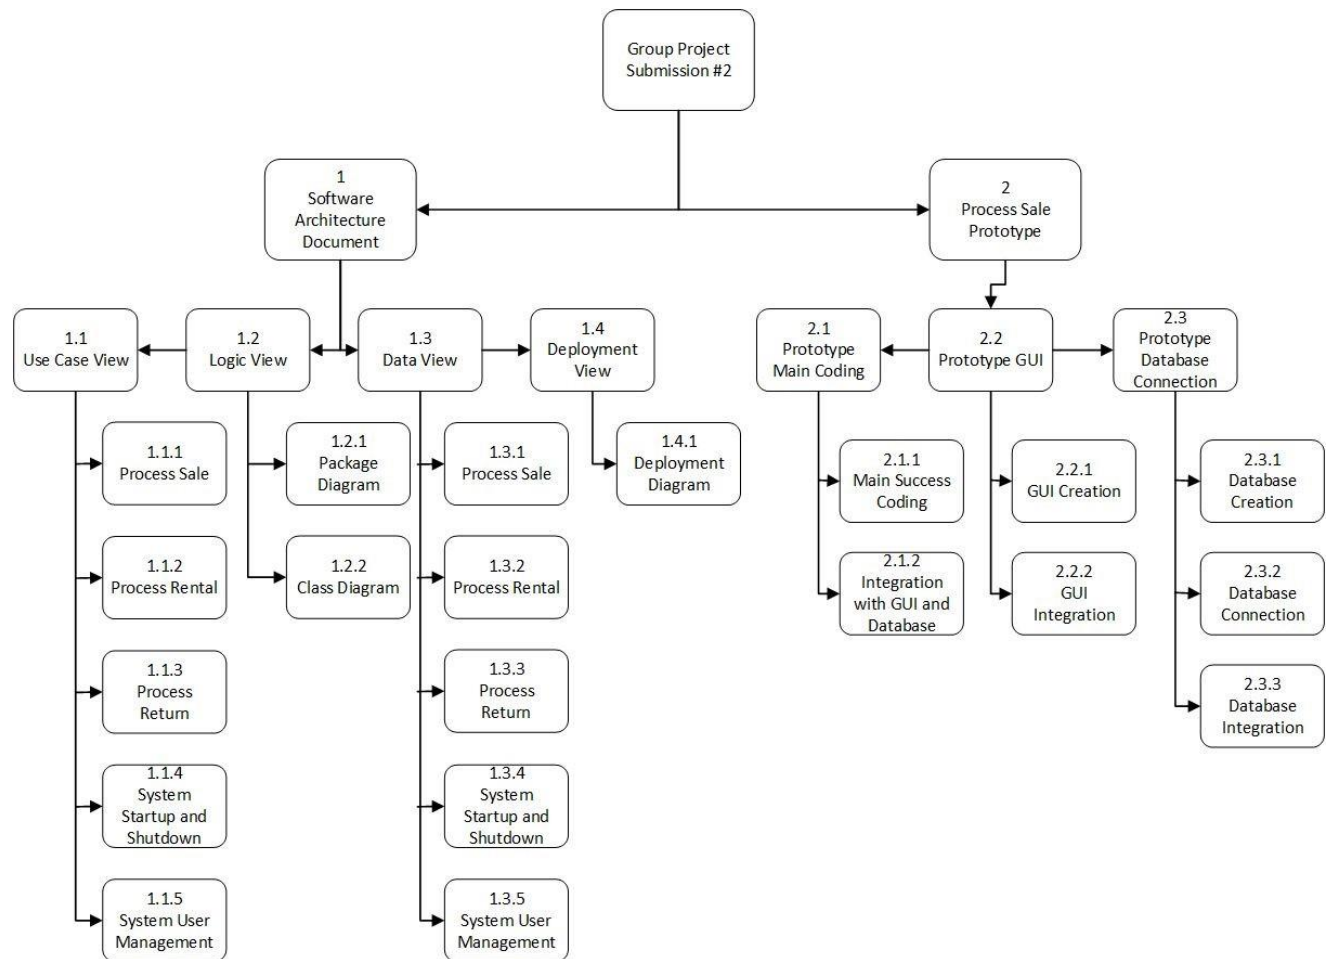 Group Project
Submission #2
1
Software
Architecture
Document
2
Process Sale
Prototype
1.1
Use Case View
1.2
Logic View
1.3
Data View
1.4
Deployment
View
2.1
Prototype
Main Coding
2.2
Prototype GUI
2.3
Prototype
Database
Connection
1.1.1
Process Sale
1.1.2
Process Rental
1.1.3
Process
Return
1.1.4
System
Startup and
Shutdown
1.1.5
System User
Management
1.2.1
Package
Diagram
1.2.2
Class Diagram
1.3.1
Process Sale
1.3.2
Process Rental
1.3.3
Process
Return
1.3.4
System
Startup and
Shutdown
1.3.5
System User
Management
1.4.1
Deployment
Diagram
2.1.1
Main Success
Coding
2.1.2
Integration
with GUI and
Database
2.2.1
GUI Creation
2.2.2
GUI
Integration
2.3.1
Database
Creation
2.3.2
Database
Connection
2.3.3
Database
Integration